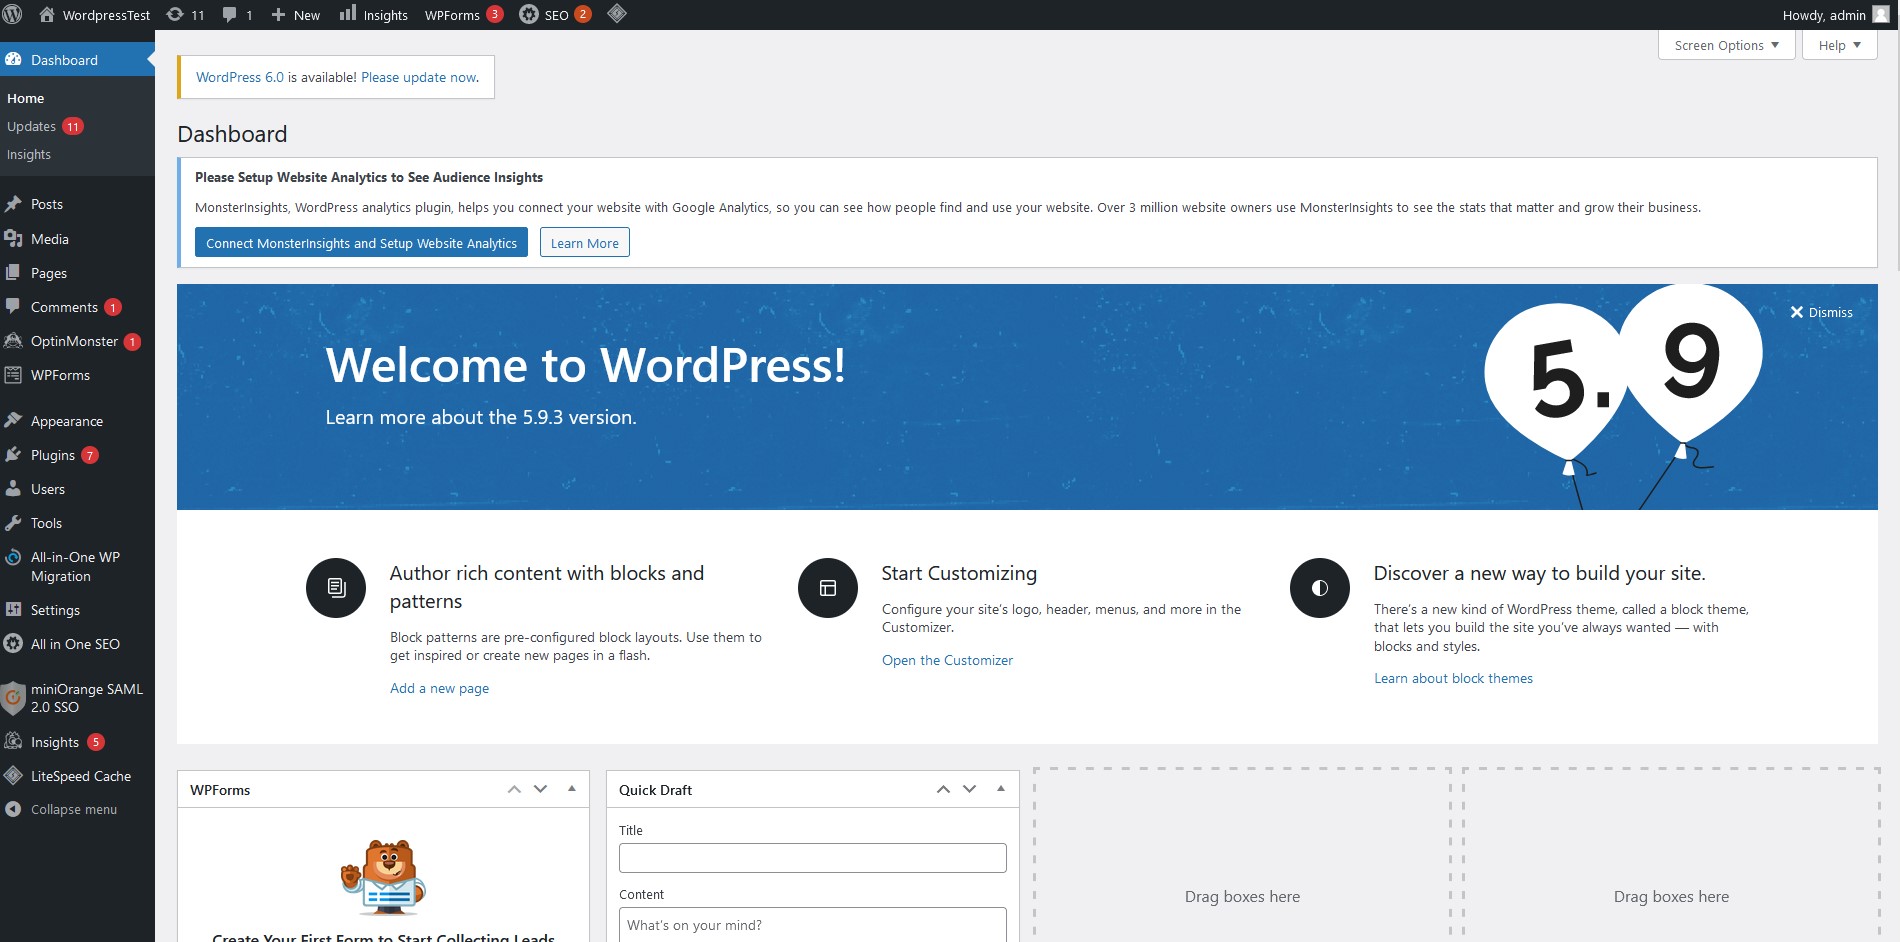 WordpressTest 11 1 New Insights WPForms 3 SEO 2 Howdy, admin
Dashboard
Home
Updates 11
Insights
Posts
Media
Pages
Comments 1
OptinMonster 1
WPForms
Appearance
Plugins 7
Users
Tools
All-in-One WP
Migration
Settings
All in One SEO
miniOrange SAML
2.0 SSO
Insights 5
LiteSpeed Cache
Collapse menu
Screen Options Help
WordPress 6.0 is available! Please update now.
Dashboard
Please Setup Website Analytics to See Audience Insights
MonsterInsights, WordPress analytics plugin, helps you connect your website with Google Analytics, so you can see how people find and use your website. Over 3 million website owners use MonsterInsights to see the stats that matter and grow their business.
Connect MonsterInsights and Setup Website Analytics Learn More
Dismiss
Welcome to WordPress!
Learn more about the 5.9.3 version.
5.9
Author rich content with blocks and
patterns
Block patterns are pre-configured block layouts. Use them to
get inspired or create new pages in a flash.
Add a new page
Start Customizing
Configure your site's logo, header, menus, and more in the
Customizer.
Open the Customizer
Discover a new way to build your site.
There's a new kind of WordPress theme, called a block theme,
that lets you build the site you've always wanted — with
blocks and styles.
Learn about block themes
WPForms
Create Your First Form to Start Collecting Leads
Quick Draft
Title
Content
What's on your mind?
Drag boxes here
Drag boxes here